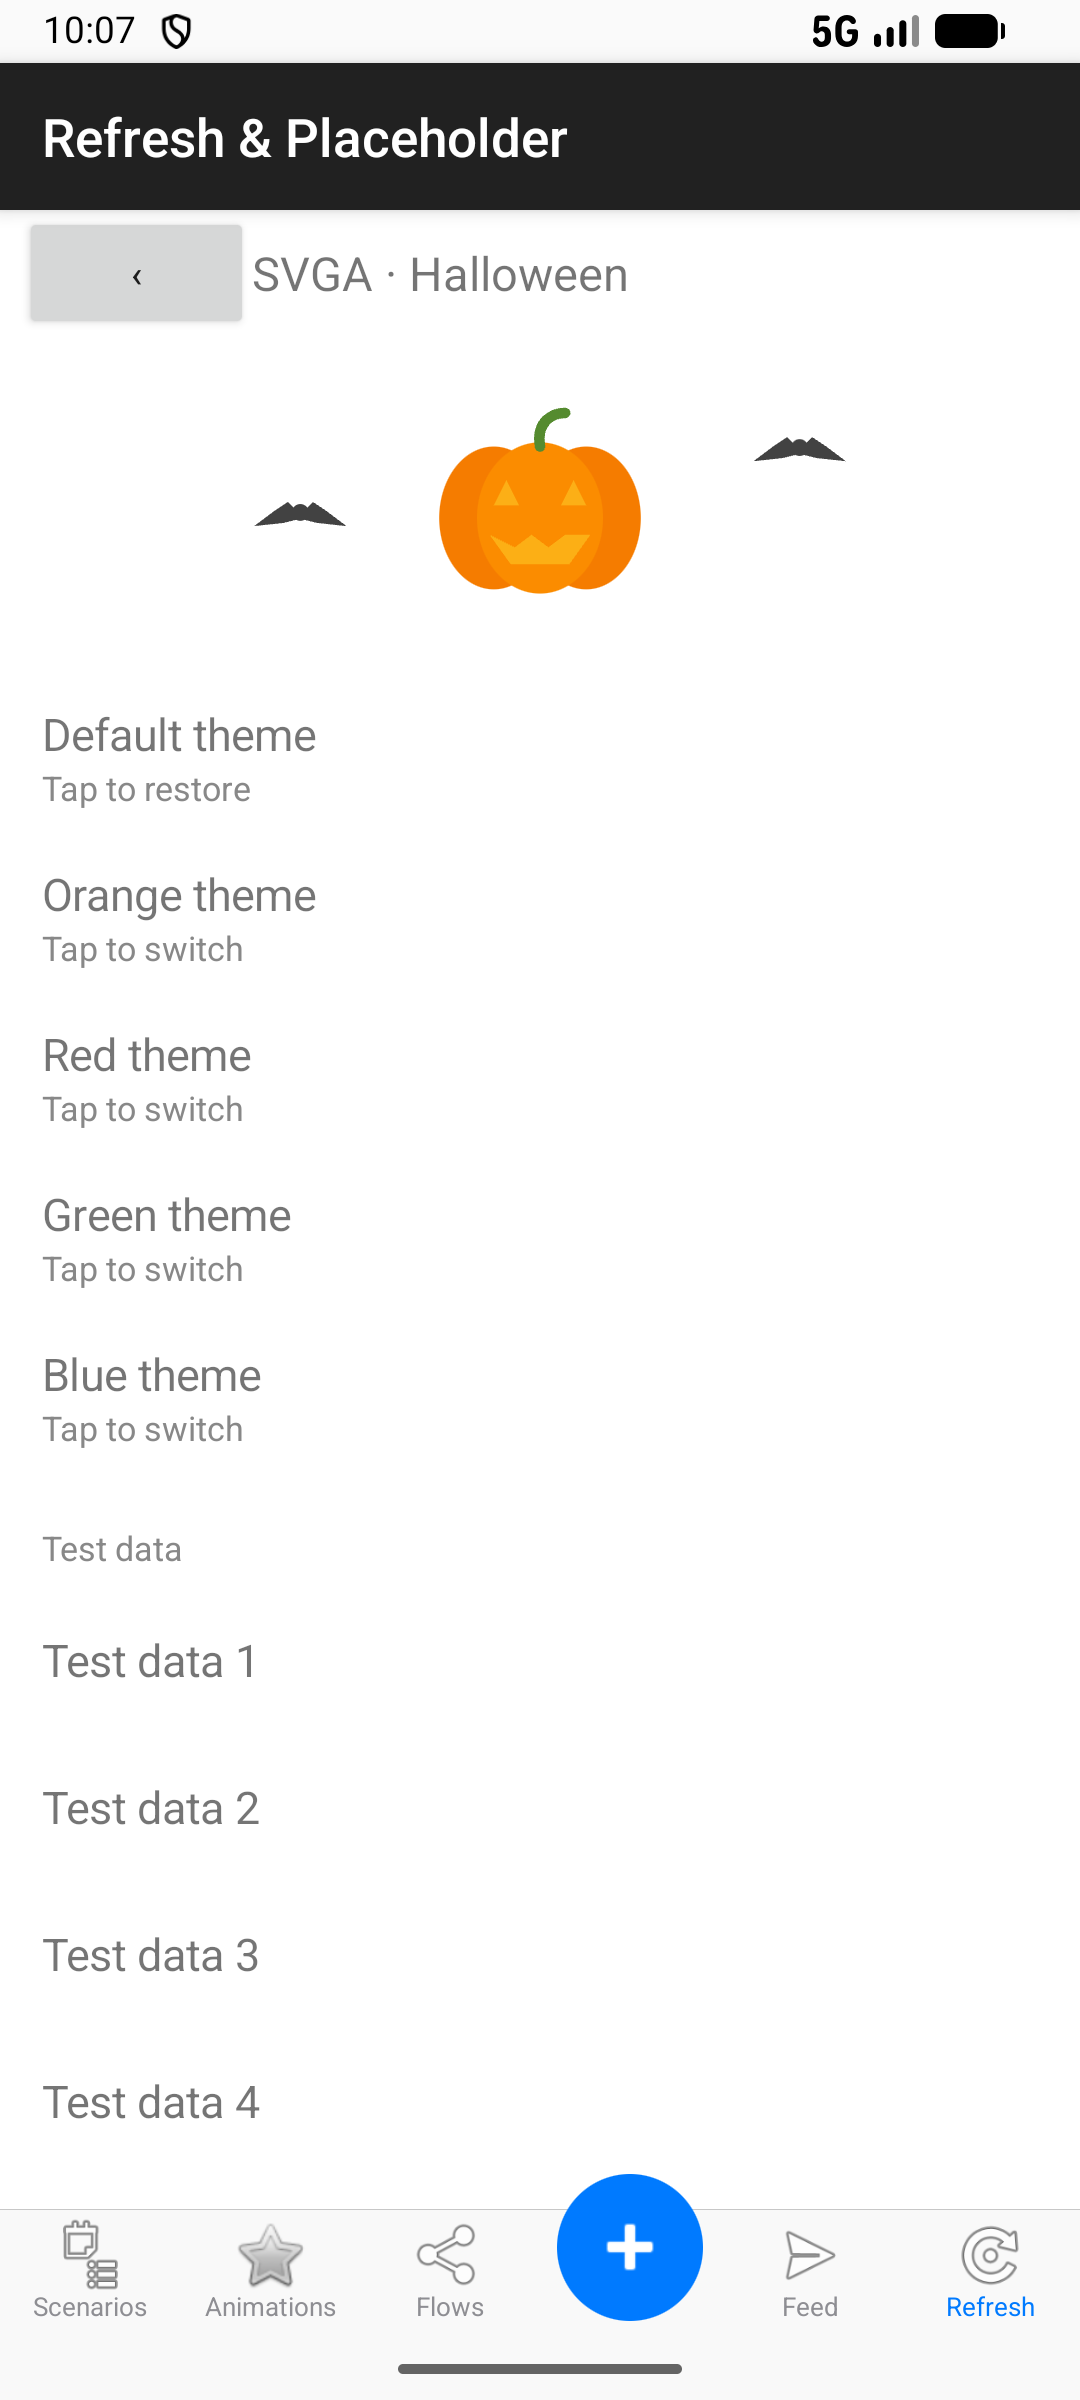 10:07
5G
Refresh & Placeholder
‹
SVGA · Halloween
Default theme
Tap to restore
Orange theme
Tap to switch
Red theme
Tap to switch
Green theme
Tap to switch
Blue theme
Tap to switch
Test data
Test data 1
Test data 2
Test data 3
Test data 4
Scenarios
Animations
Flows
Feed
Refresh